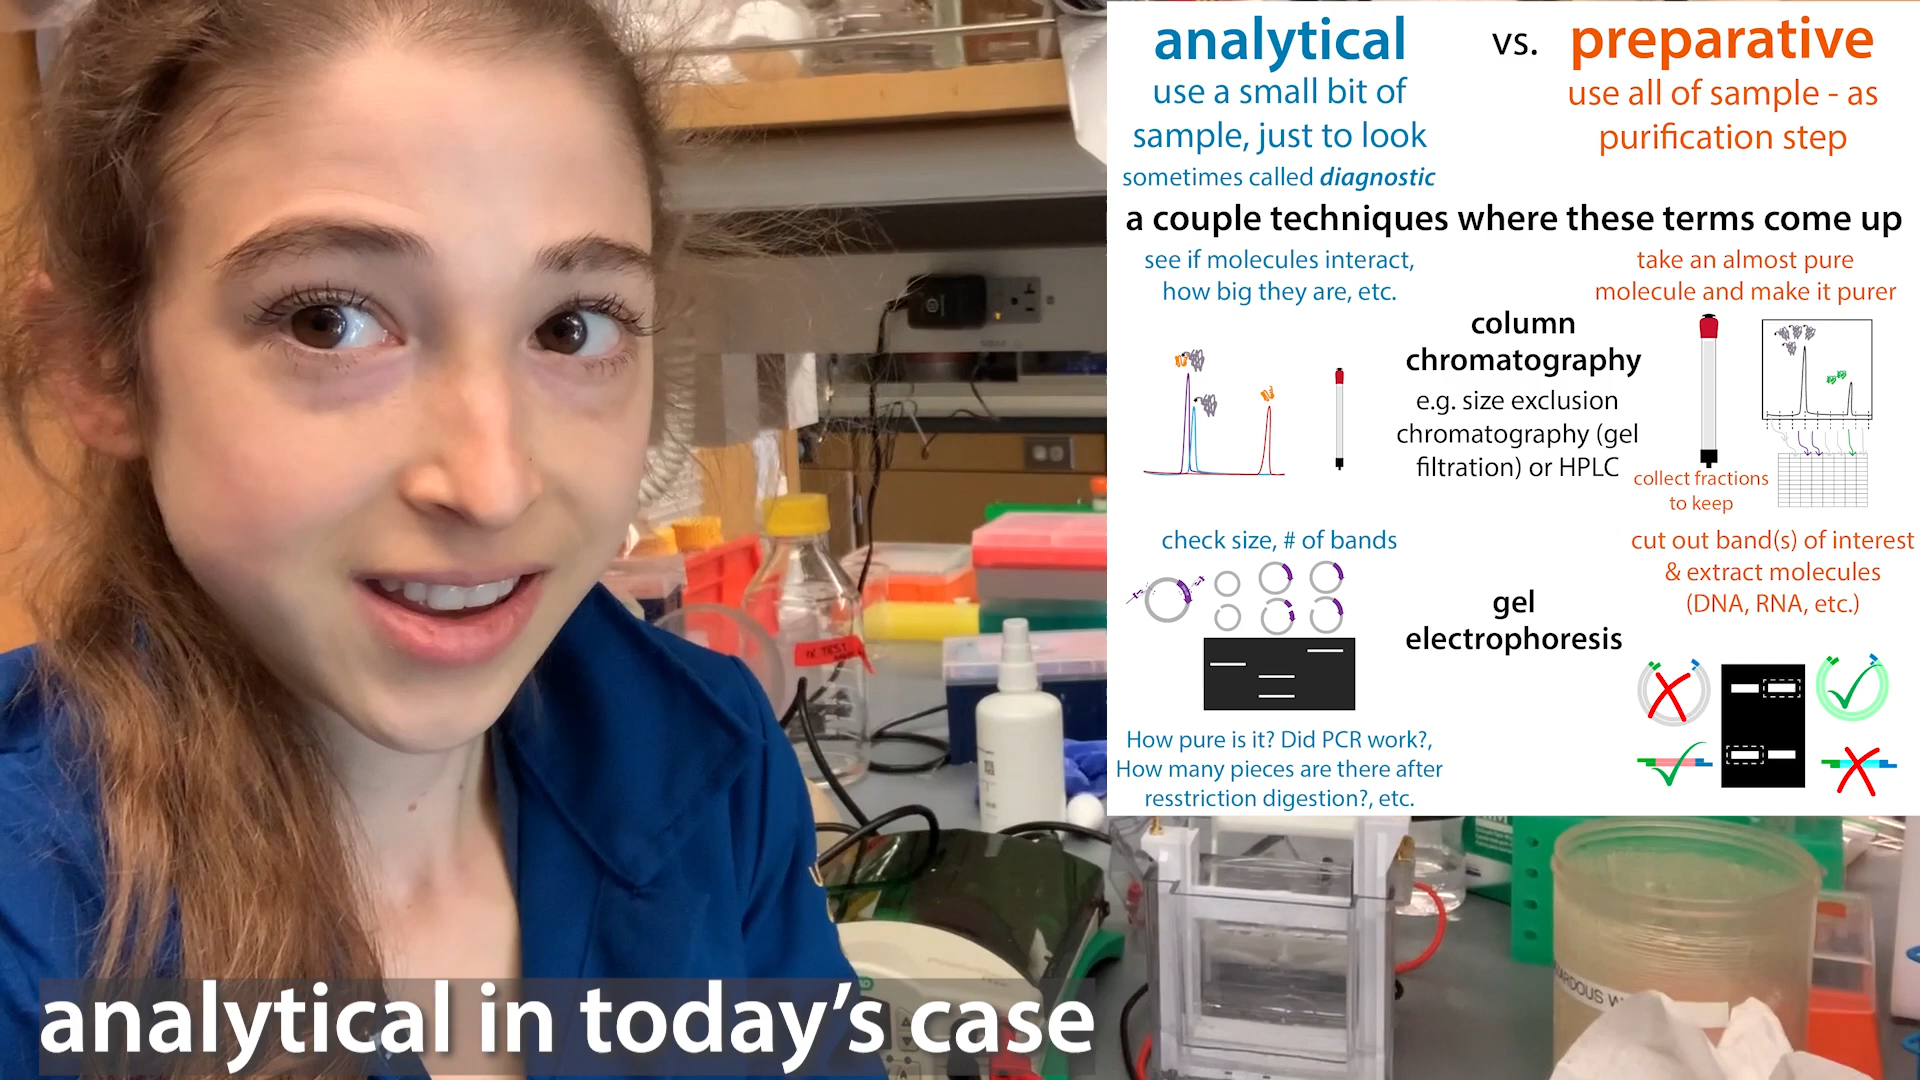 analytical
vs.
preparative
use a small bit of
sample, just to look
sometimes called diagnostic
use all of sample - as
purification step
a couple techniques where these terms come up
see if molecules interact,
how big they are, etc.
take an almost pure
molecule and make it purer
column
chromatography
e.g. size exclusion
chromatography (gel
filtration) or HPLC
collect fractions
to keep
check size, # of bands
cut out band(s) of interest
& extract molecules
(DNA, RNA, etc.)
gel
electrophoresis
How pure is it? Did PCR work?,
How many pieces are there after
resstriction digestion?, etc.
analytical in today's case